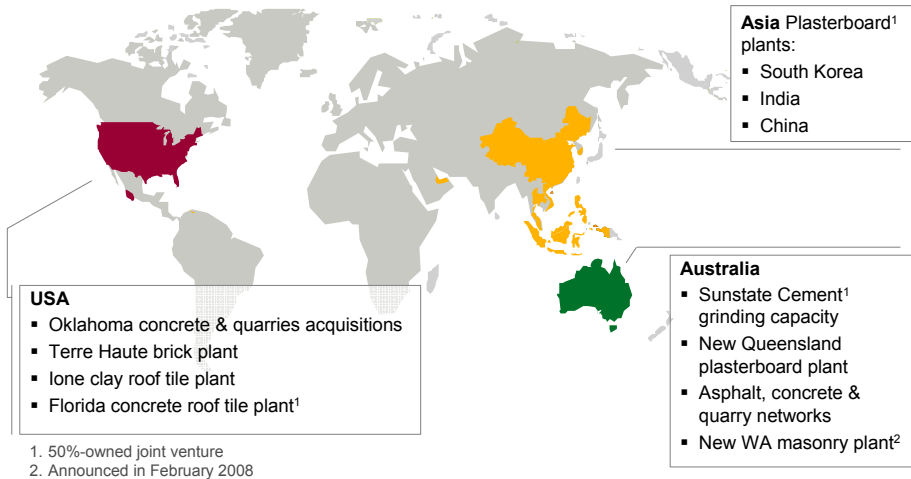 Asia Plasterboard¹
plants:
▪ South Korea
▪ India
▪ China
USA
▪ Oklahoma concrete & quarries acquisitions
▪ Terre Haute brick plant
▪ Ione clay roof tile plant
▪ Florida concrete roof tile plant¹
Australia
▪ Sunstate Cement¹
grinding capacity
▪ New Queensland
plasterboard plant
▪ Asphalt, concrete &
quarry networks
▪ New WA masonry plant²
1. 50%-owned joint venture
2. Announced in February 2008